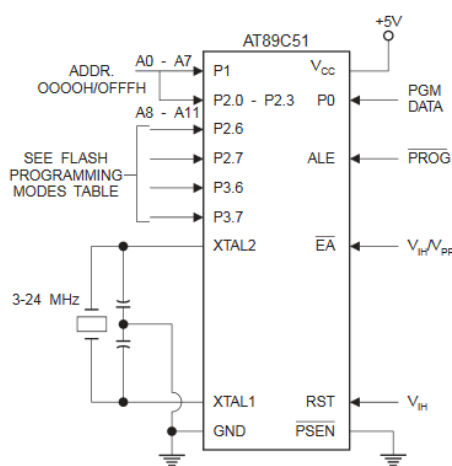 AT89C51
+5V
ADDR.
OOOOH/OFFFH
A0 - A7
A8 - A11
SEE FLASH
PROGRAMMING
MODES TABLE
3-24 MHz
P1
P2.0 - P2.3
P2.6
P2.7
P3.6
P3.7
XTAL2
XTAL1
GND
VCC
P0
ALE
EA
RST
PSEN
PGM
DATA
PROG
VIH/VPP
VIH